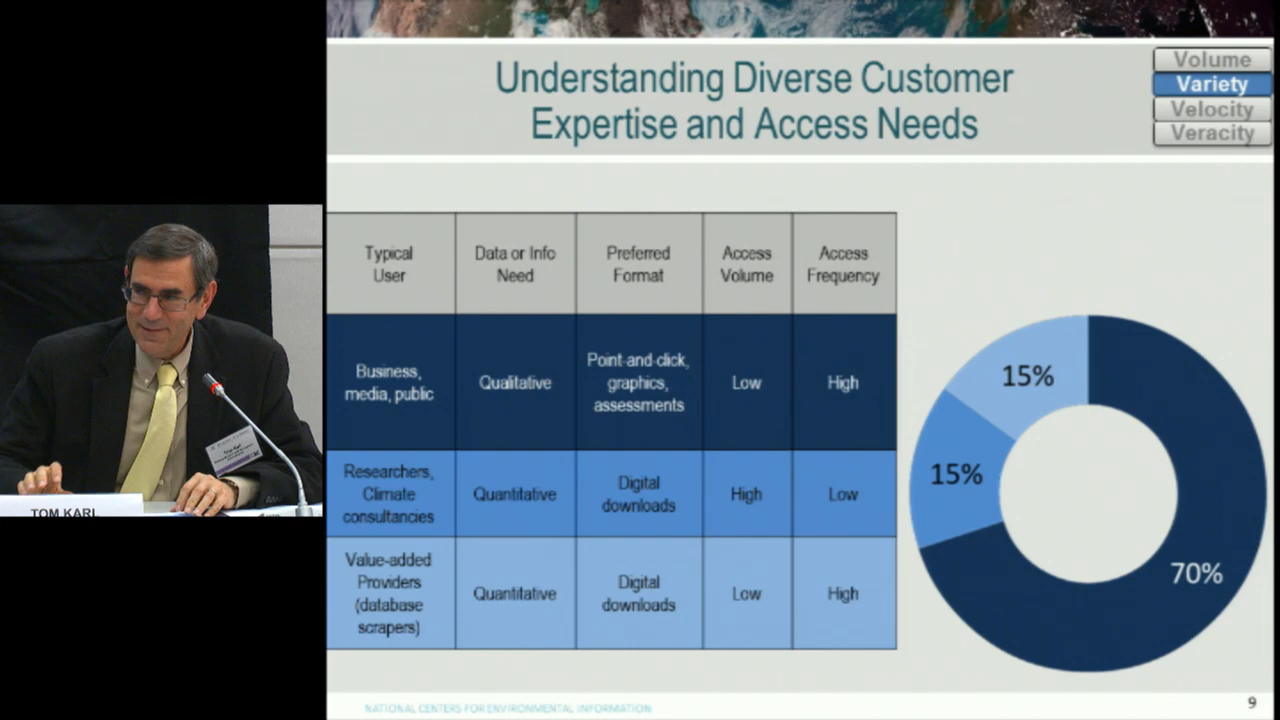 Understanding Diverse Customer
Expertise and Access Needs
Volume
Variety
Velocity
Veracity
Typical
User
Data or Info
Need
Preferred
Format
Access
Volume
Access
Frequency
Business,
media, public
Qualitative
Point-and-click,
graphics,
assessments
Low
High
Researchers,
Climate
consultancies
Quantitative
Digital
downloads
High
Low
Value-added
Providers
(database
scrapers)
Quantitative
Digital
downloads
Low
High
15%
15%
70%
TOM KARL
NATIONAL CENTERS FOR ENVIRONMENTAL INFORMATION
9